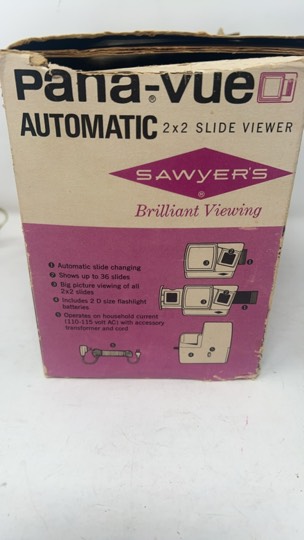 Pana-vue
AUTOMATIC 2x2 SLIDE VIEWER
SAWYER'S
®
Brilliant Viewing
1 Automatic slide changing
2 Shows up to 36 slides
3 Big picture viewing of all
2x2 slides
4 Includes 2 D size flashlight
batteries
5 Operates on household current
(110-115 volt AC) with accessory
transformer and cord